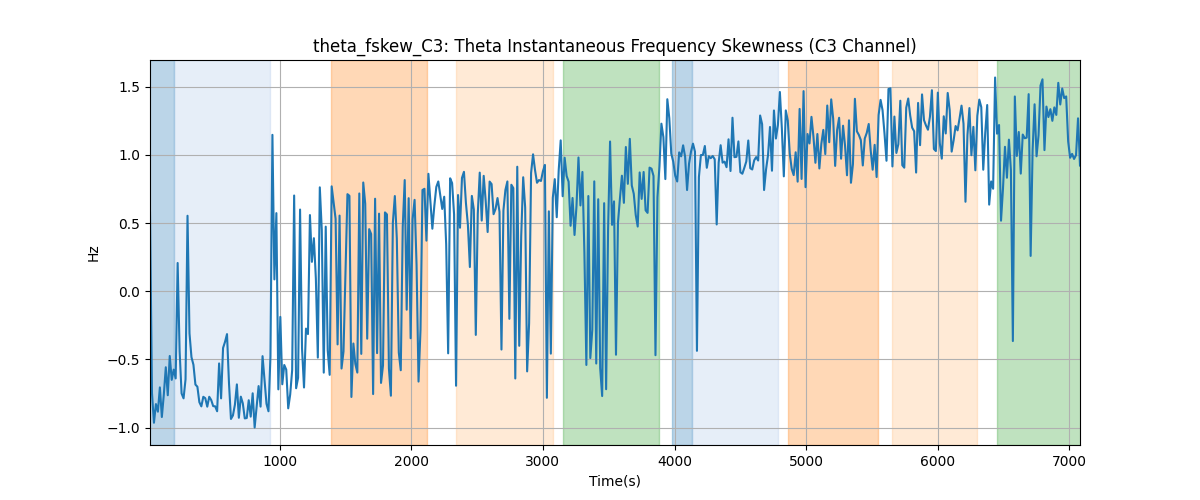 theta_fskew_C3: Theta Instantaneous Frequency Skewness (C3 Channel)
1.5
1.0
0.5
0.0
−0.5
−1.0
Hz
1000 2000 3000 4000 5000 6000 7000
Time(s)